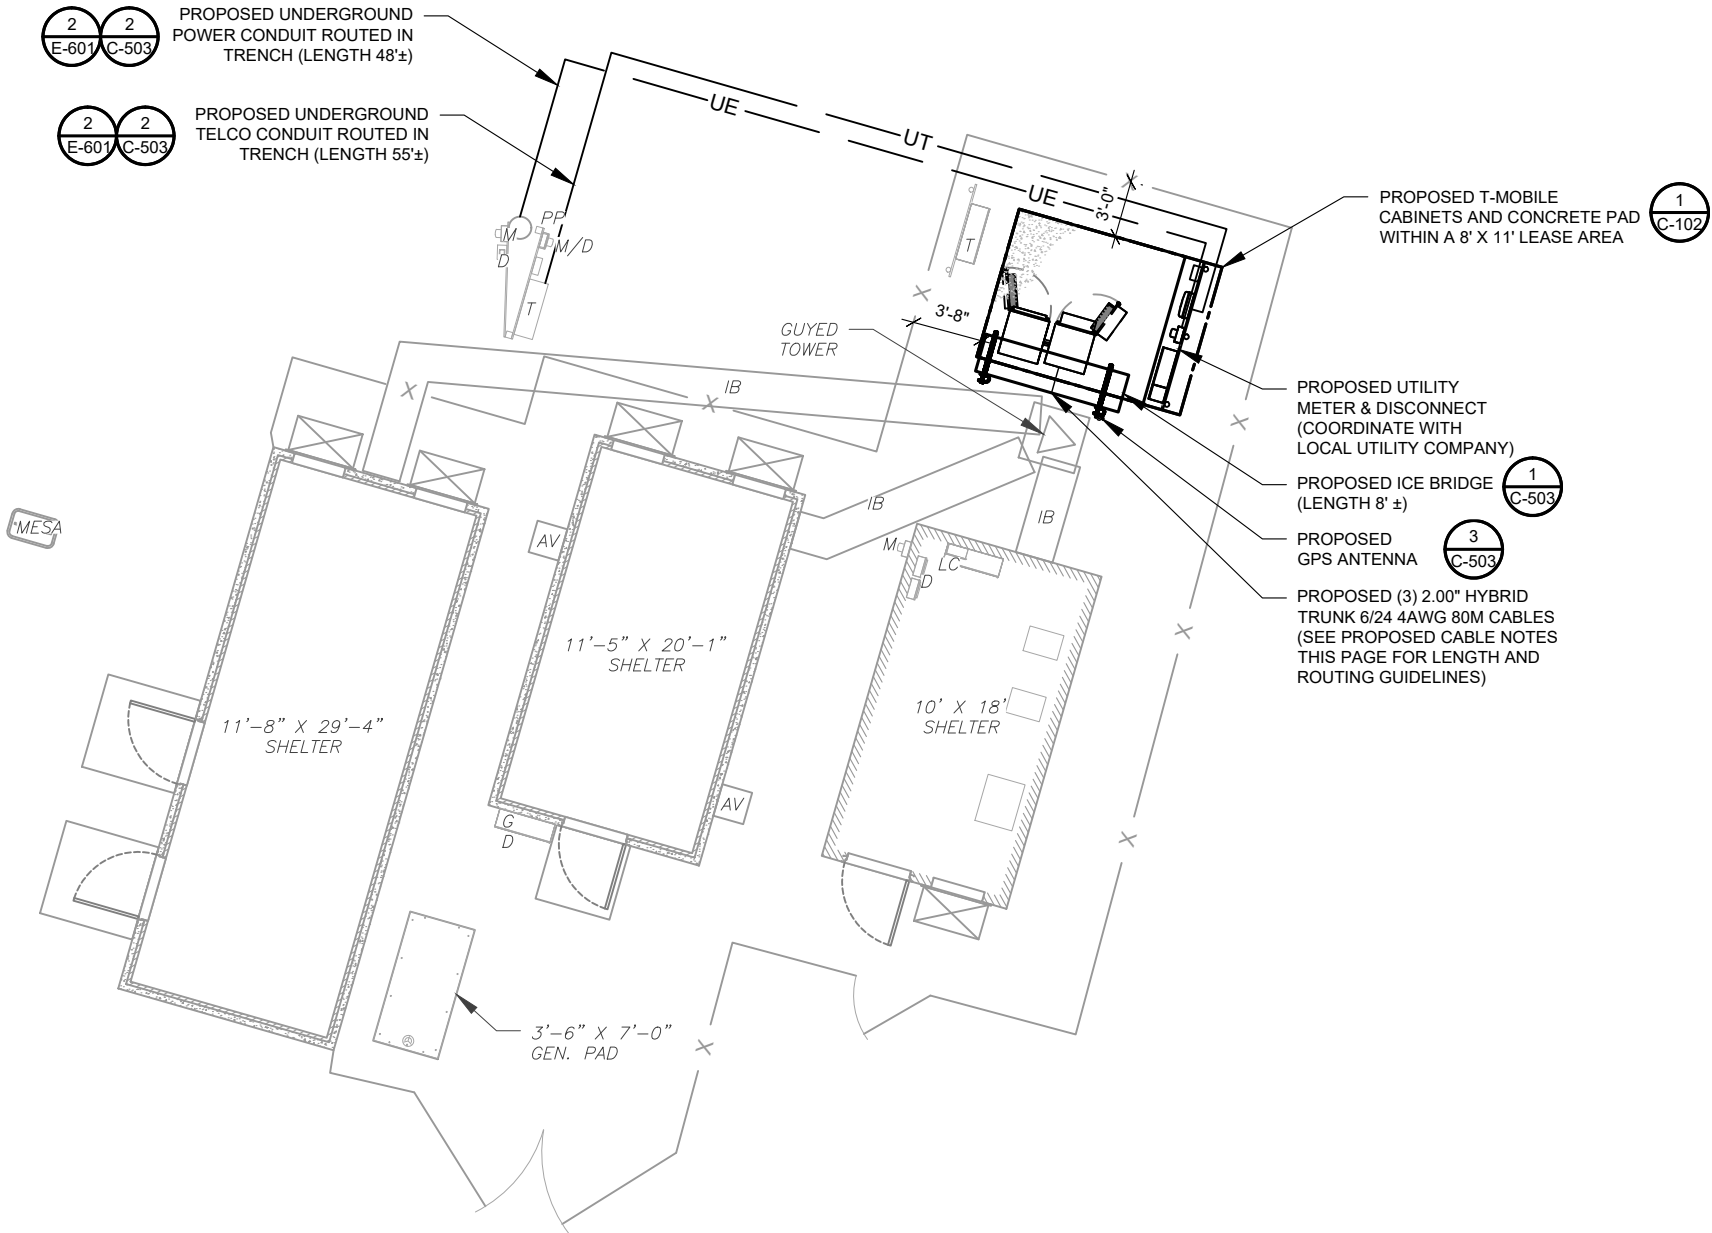 2
E-601
2
C-503
PROPOSED UNDERGROUND
POWER CONDUIT ROUTED IN
TRENCH (LENGTH 48'±)
2
E-601
2
C-503
PROPOSED UNDERGROUND
TELCO CONDUIT ROUTED IN
TRENCH (LENGTH 55'±)
UE
UT
UE
3'-0"
PROPOSED T-MOBILE
CABINETS AND CONCRETE PAD
WITHIN A 8' X 11' LEASE AREA
1
C-102
PP
M
M/D
D
T
T
X
X
3'-8"
GUYED
TOWER
PROPOSED UTILITY
METER & DISCONNECT
(COORDINATE WITH
LOCAL UTILITY COMPANY)
PROPOSED ICE BRIDGE
(LENGTH 8' ±)
1
C-503
PROPOSED
GPS ANTENNA
3
C-503
PROPOSED (3) 2.00" HYBRID
TRUNK 6/24 4AWG 80M CABLES
(SEE PROPOSED CABLE NOTES
THIS PAGE FOR LENGTH AND
ROUTING GUIDELINES)
X
IB
X
X
IB
IB
MESA
AV
M
LC
D
X
11'-5" X 20'-1"
SHELTER
11'-8" X 29'-4"
SHELTER
10' X 18'
SHELTER
AV
G
D
X
3'-6" X 7'-0"
GEN. PAD
X